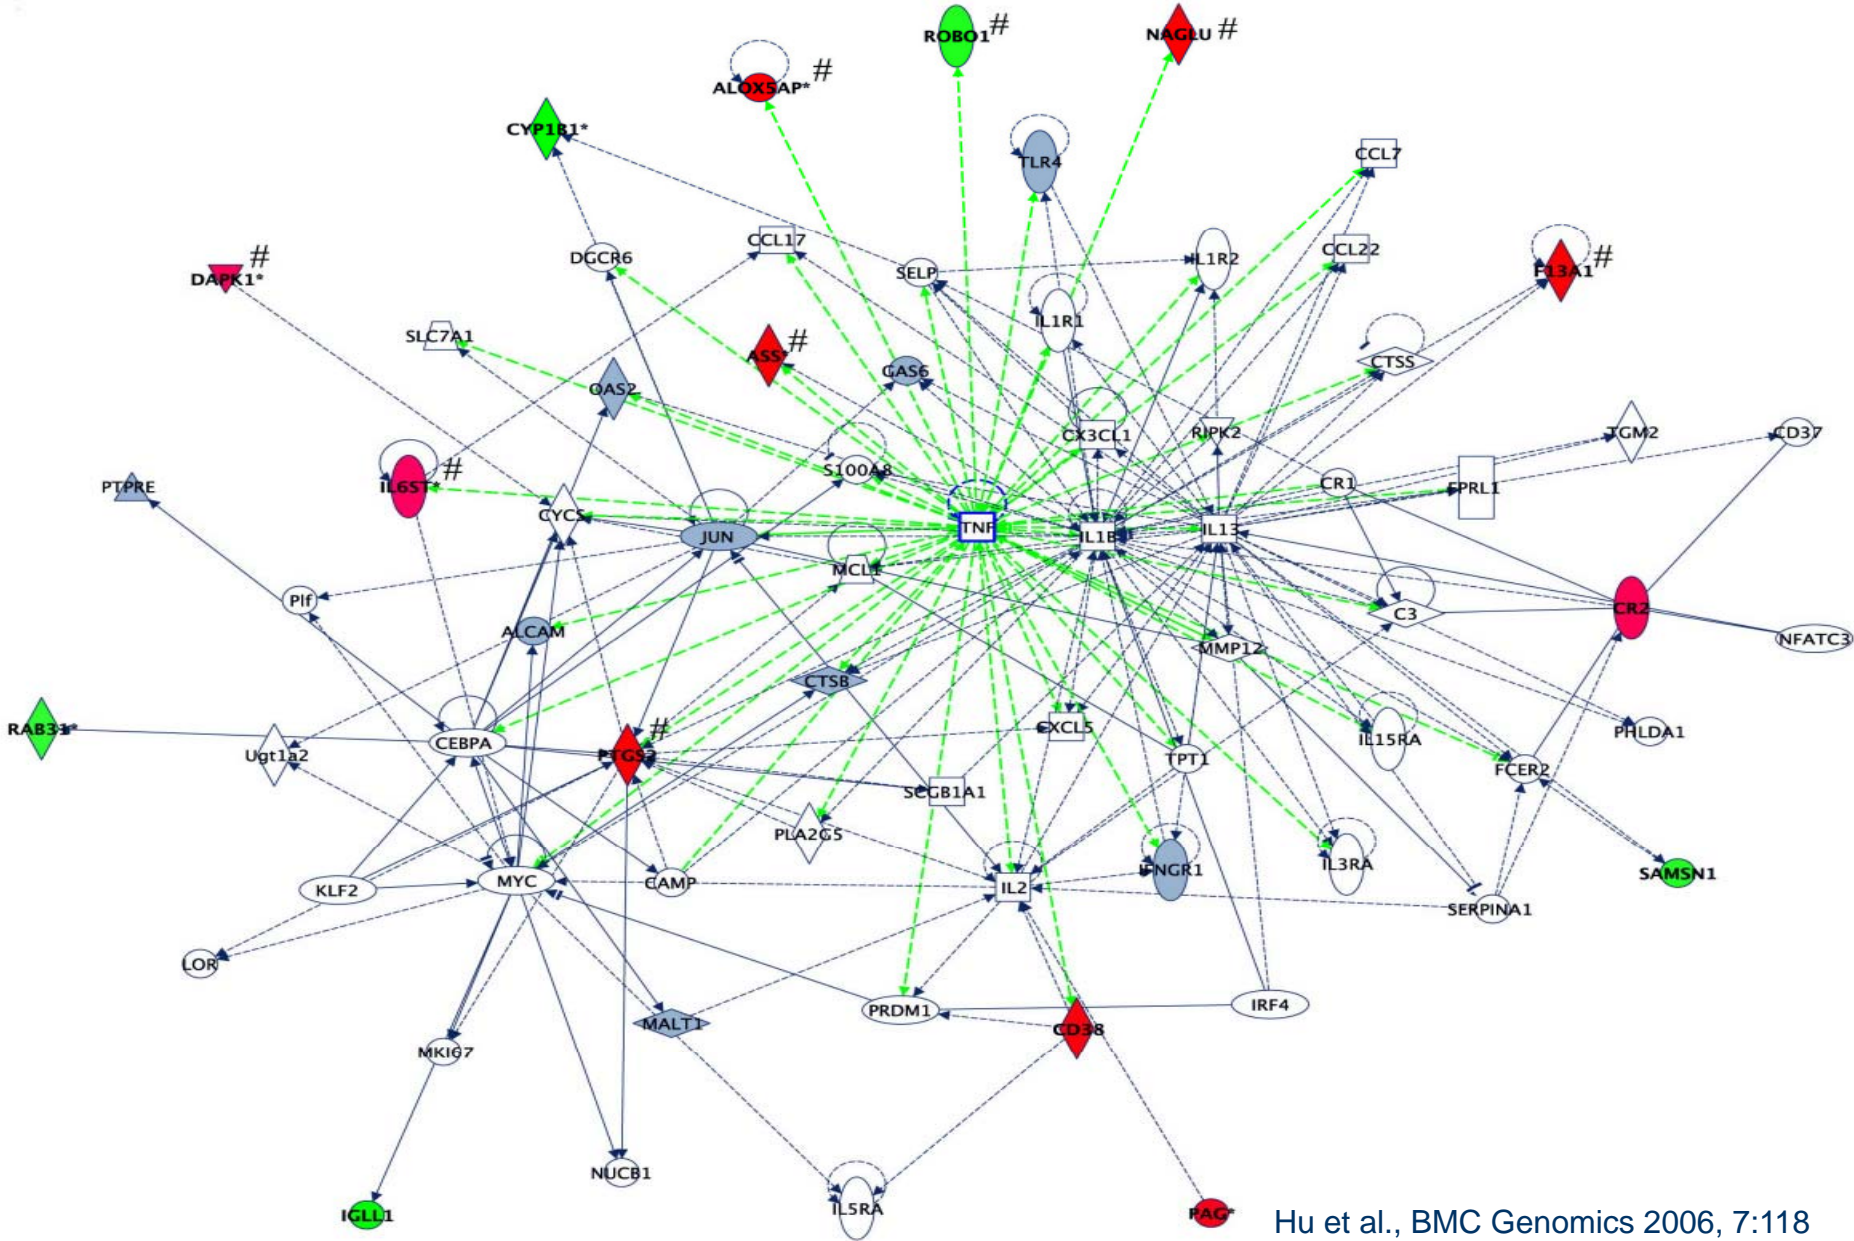 ROBO1#
NAGLU #
ALOX5AP* #
CYP1B1*
TLR4
CCL7
DAPK1* #
DGCR6
CCL17
SELP
IL1R2
CCL22
F13A1 #
IL1R1
SLC7A1
ASS* #
GAS6
CTSS
OAS2
CX3CL1
RIPK2
TGM2
CD37
PTPRE
IL6ST* #
S100A8
CR1
FPRL1
CYCS
JUN
TNF
IL1B
IL13
MCL1
Plf
ALCAM
C3
CR2
NFATC3
MMP12
CTSB
RAB31*
CEBPA
Ugt1a2
PTGS2 #
CXCL5
TPT1
IL15RA
PHLDA1
FCER2
SCGB1A1
PLA2G5
KLF2
MYC
CAMP
IL2
IFNGR1
IL3RA
SAMSN1
SERPINA1
LOR
MALT1
PRDM1
CD38
IRF4
MKI67
NUCB1
IGLL1
IL5RA
PAG*
Hu et al., BMC Genomics 2006, 7:118